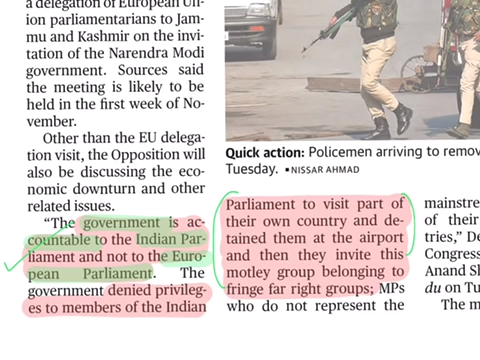 a delegation of European Un-
ion parliamentarians to Jam-
mu and Kashmir on the invi-
tation of the Narendra Modi
government. Sources said
the meeting is likely to be
held in the first week of No-
vember.
Other than the EU delega-
tion visit, the Opposition will
also be discussing the eco-
nomic downturn and other
related issues.
“The government is ac-
countable to the Indian Par-
liament and not to the Euro-
pean Parliament. The
government denied privileg-
es to members of the Indian
Quick action: Policemen arriving to remov
Tuesday. ▪ NISSAR AHMAD
Parliament to visit part of
their own country and de-
tained them at the airport
and then they invite this
motley group belonging to
fringe far right groups; MPs
who do not represent the
mainstre
of their
tries,” De
Congress
Anand Sh
du on Tu
The m